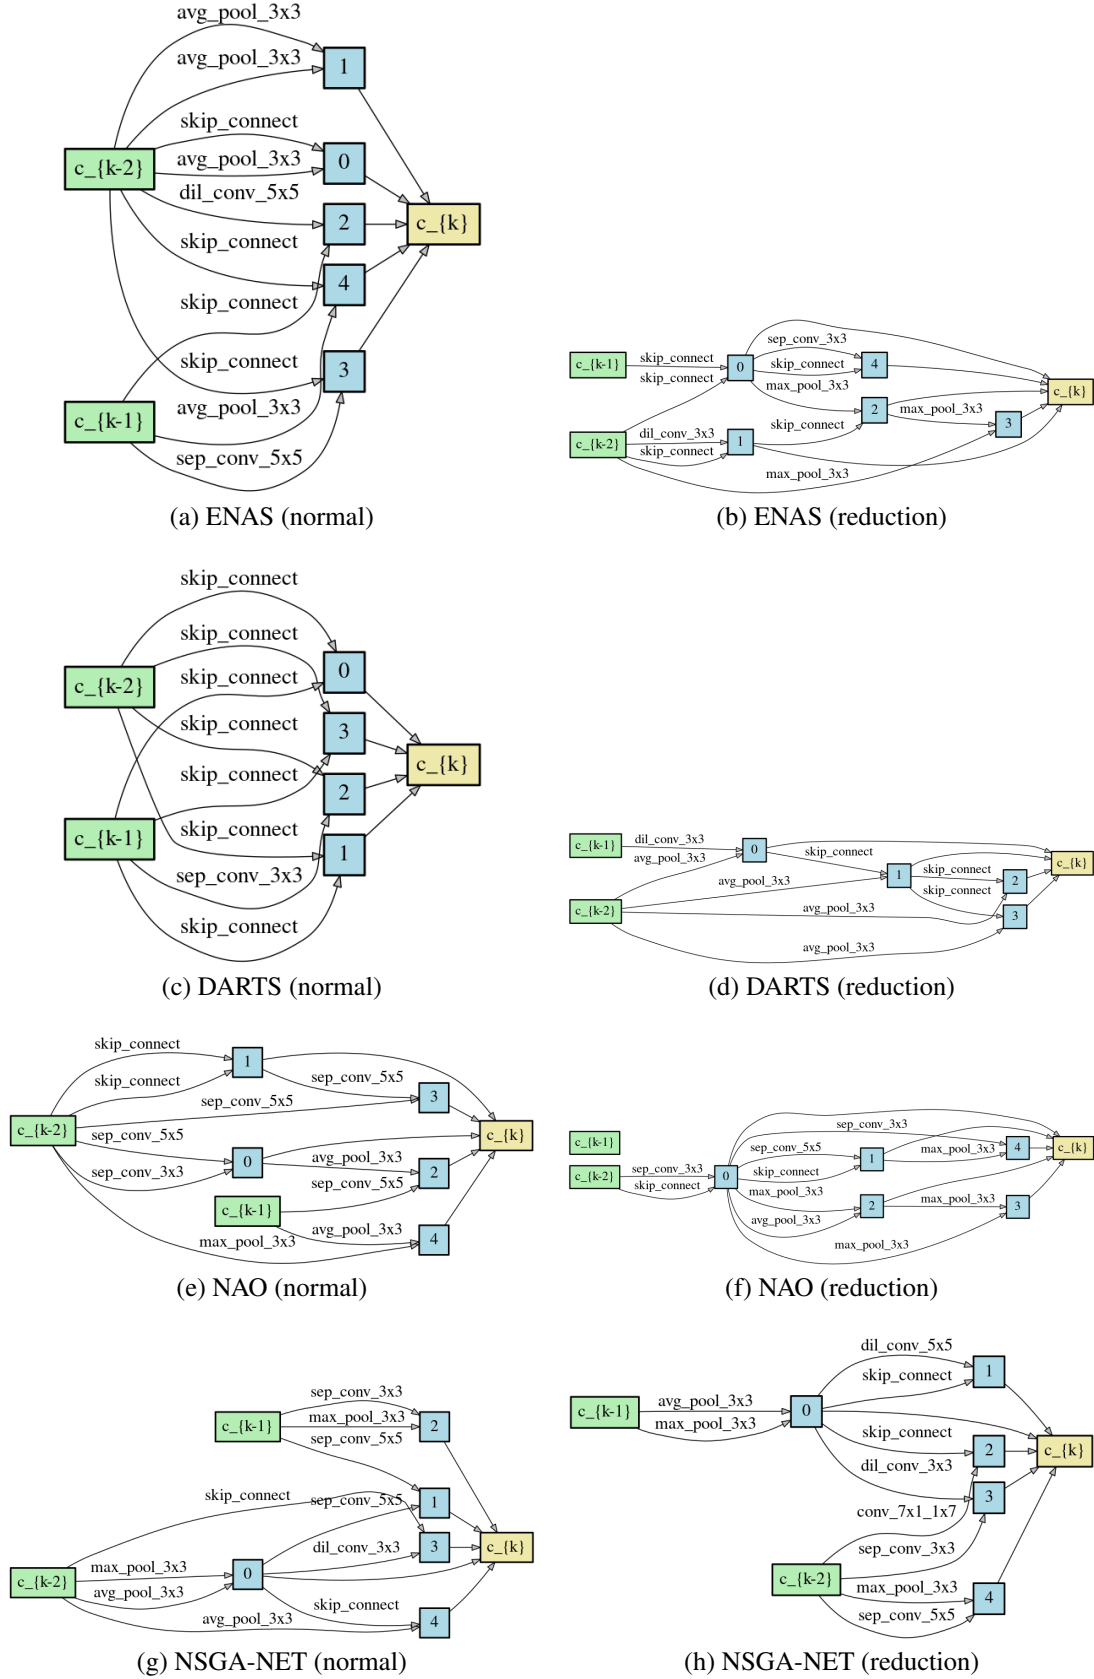 avg_pool_3x3
avg_pool_3x3
1
skip_connect
c_{k-2}
avg_pool_3x3
0
dil_conv_5x5
2
c_{k}
skip_connect
4
skip_connect
skip_connect
3
c_{k-1}
avg_pool_3x3
sep_conv_5x5
(a) ENAS (normal)
sep_conv_3x3
c_{k-1}
skip_connect
0
skip_connect
4
skip_connect
max_pool_3x3
c_{k}
2
max_pool_3x3
skip_connect
3
c_{k-2}
dil_conv_3x3
1
skip_connect
max_pool_3x3
(b) ENAS (reduction)
skip_connect
skip_connect
c_{k-2}
skip_connect
0
skip_connect
3
c_{k}
skip_connect
2
c_{k-1}
skip_connect
1
sep_conv_3x3
skip_connect
(c) DARTS (normal)
c_{k-1}
dil_conv_3x3
0
skip_connect
avg_pool_3x3
c_{k}
avg_pool_3x3
1
skip_connect
2
skip_connect
c_{k-2}
avg_pool_3x3
3
avg_pool_3x3
(d) DARTS (reduction)
skip_connect
1
skip_connect
sep_conv_5x5
3
sep_conv_5x5
c_{k-2}
sep_conv_5x5
c_{k}
0
avg_pool_3x3
2
sep_conv_3x3
sep_conv_5x5
c_{k-1}
avg_pool_3x3
4
max_pool_3x3
(e) NAO (normal)
sep_conv_3x3
c_{k-1}
sep_conv_5x5
4
c_{k}
max_pool_3x3
1
c_{k-2}
sep_conv_3x3
0
skip_connect
skip_connect
max_pool_3x3
max_pool_3x3
2
3
avg_pool_3x3
max_pool_3x3
(f) NAO (reduction)
sep_conv_3x3
c_{k-1}
max_pool_3x3
2
sep_conv_5x5
skip_connect
sep_conv_5x5
1
dil_conv_3x3
3
c_{k}
max_pool_3x3
c_{k-2}
0
avg_pool_3x3
skip_connect
avg_pool_3x3
4
(g) NSGA-NET (normal)
dil_conv_5x5
1
skip_connect
c_{k-1}
avg_pool_3x3
0
max_pool_3x3
skip_connect
2
c_{k}
dil_conv_3x3
3
conv_7x1_1x7
sep_conv_3x3
c_{k-2}
max_pool_3x3
4
sep_conv_5x5
(h) NSGA-NET (reduction)